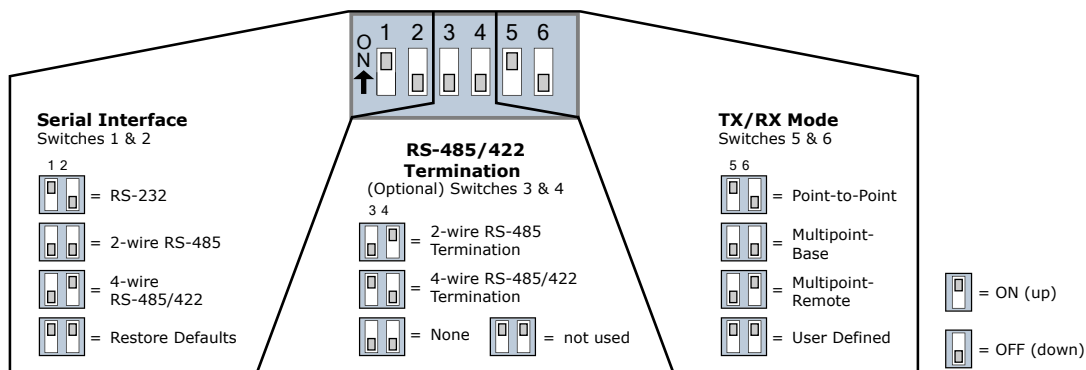 ON
1 2 3 4 5 6
Serial Interface
Switches 1 & 2
1 2
= RS-232
= 2-wire RS-485
= 4-wire
RS-485/422
= Restore Defaults
RS-485/422
Termination
(Optional) Switches 3 & 4
3 4
= 2-wire RS-485
Termination
= 4-wire RS-485/422
Termination
= None
= not used
TX/RX Mode
Switches 5 & 6
5 6
= Point-to-Point
= Multipoint-
Base
= Multipoint-
Remote
= User Defined
= ON (up)
= OFF (down)